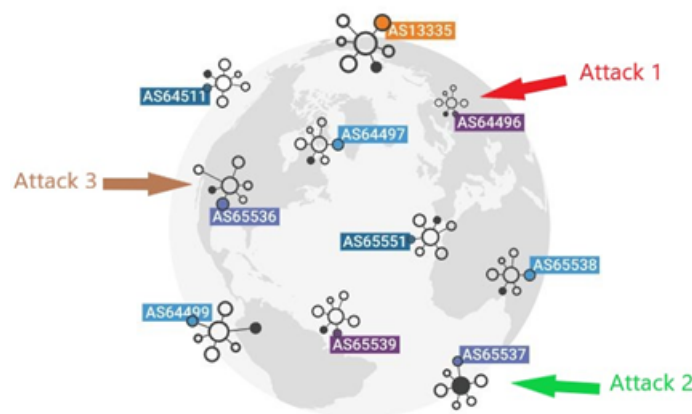 AS13335
Attack 1
AS64511
AS64496
AS64497
Attack 3
AS65536
AS65551
AS65538
AS64499
AS65539
AS65537
Attack 2